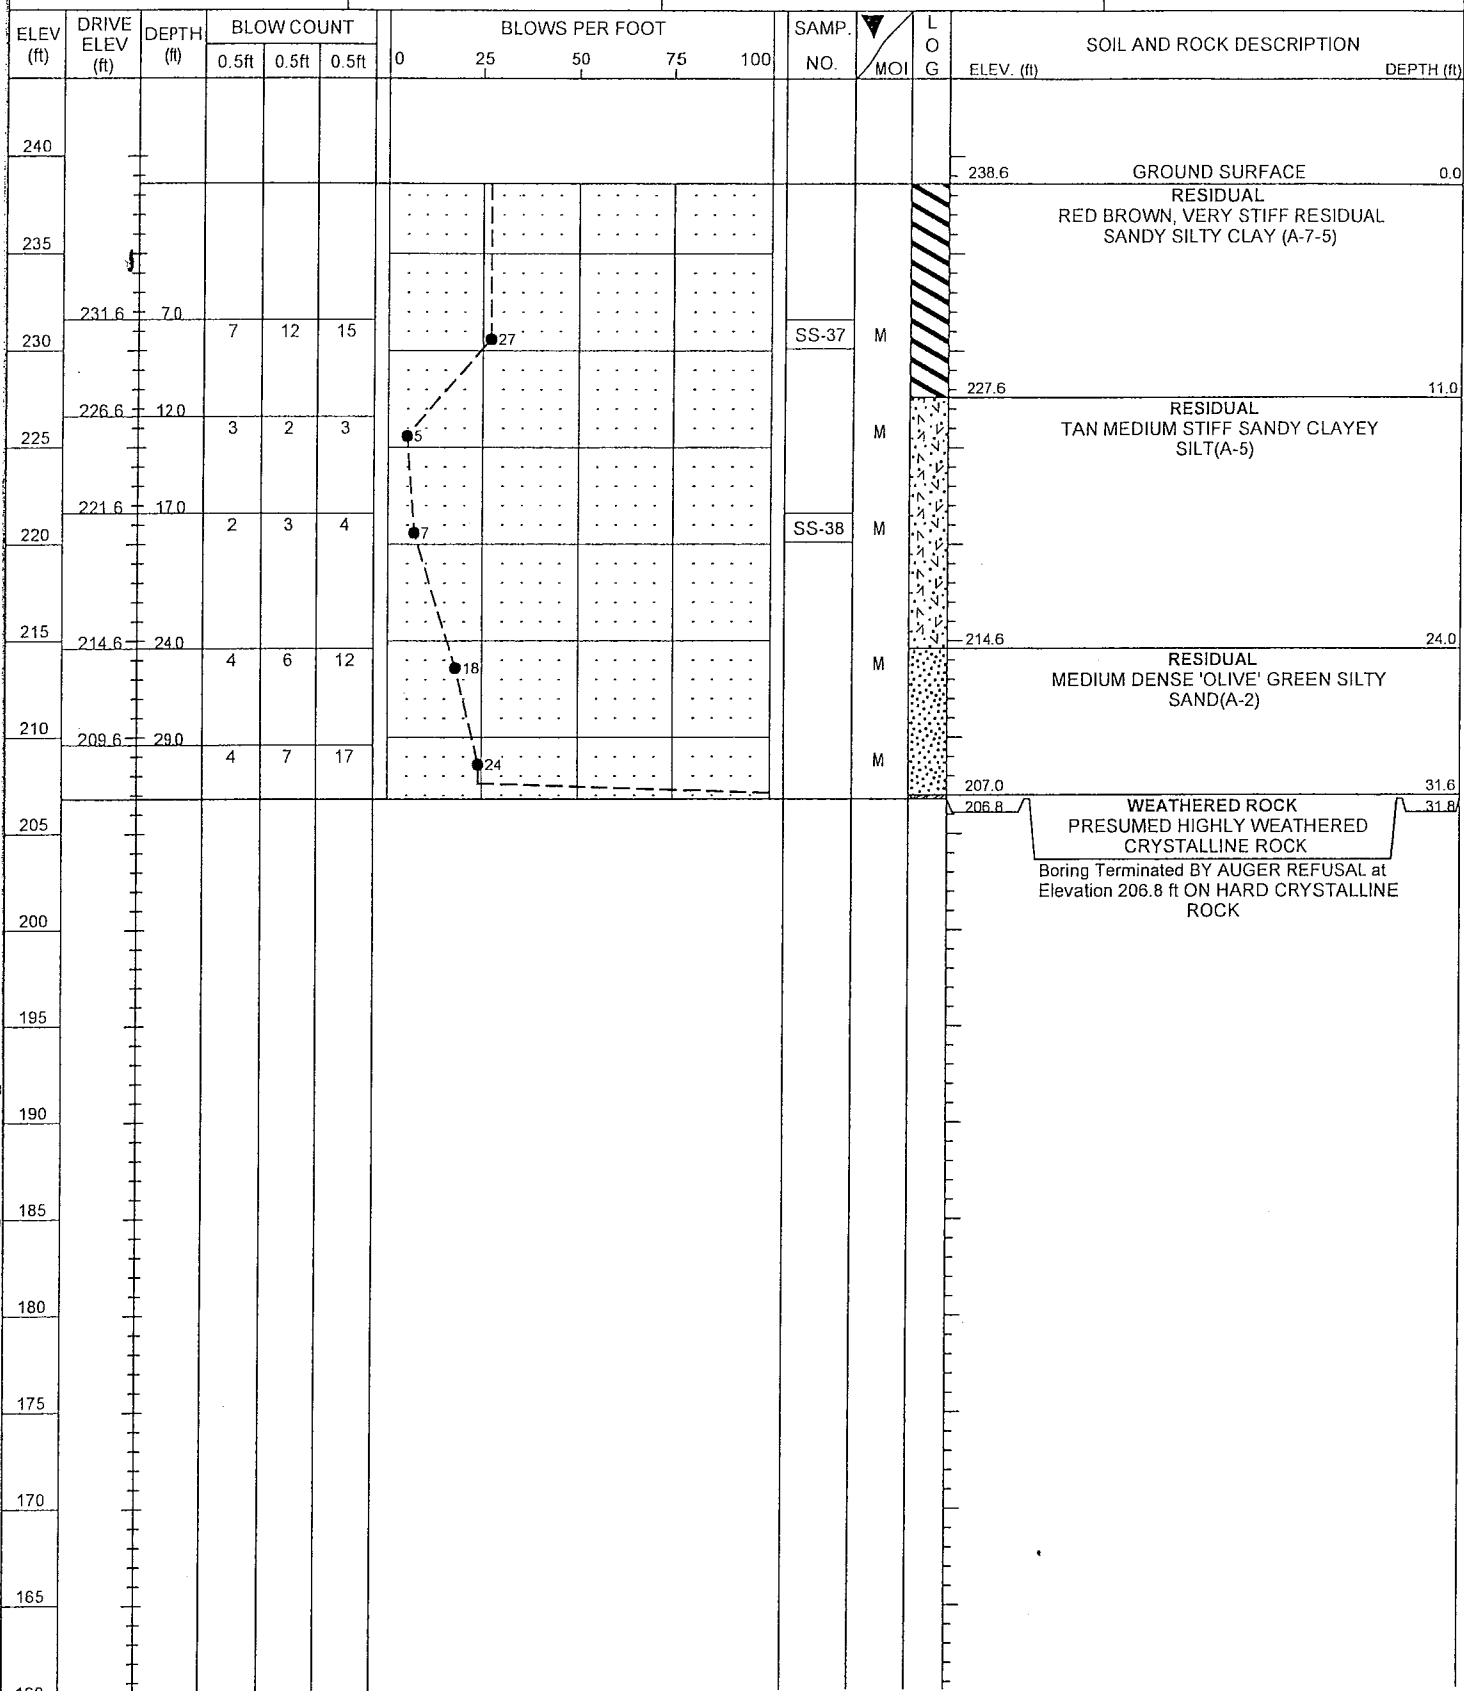 ELEV (ft) DRIVE ELEV (ft) DEPTH (ft) BLOW COUNT BLOWS PER FOOT SAMP. NO. MOI LOG SOIL AND ROCK DESCRIPTION
0.5ft 0.5ft 0.5ft 0 25 50 75 100 ELEV. (ft) DEPTH (ft)
240
238.6 GROUND SURFACE 0.0
RESIDUAL
RED BROWN, VERY STIFF RESIDUAL
SANDY SILTY CLAY (A-7-5)
235
231.6 7.0
7 12 15 27 SS-37 M
230
227.6 11.0
226.6 12.0
RESIDUAL
3 2 3 5 M TAN MEDIUM STIFF SANDY CLAYEY
SILT(A-5)
225
221.6 17.0
2 3 4 7 SS-38 M
220
215
214.6 24.0 214.6 24.0
4 6 12 18 M RESIDUAL
MEDIUM DENSE 'OLIVE' GREEN SILTY
SAND(A-2)
210
209.6 29.0
4 7 17 24 M
207.0 31.6
206.8 WEATHERED ROCK 31.8
205 PRESUMED HIGHLY WEATHERED
CRYSTALLINE ROCK
Boring Terminated BY AUGER REFUSAL at
Elevation 206.8 ft ON HARD CRYSTALLINE
ROCK
200
195
190
185
180
175
170
165